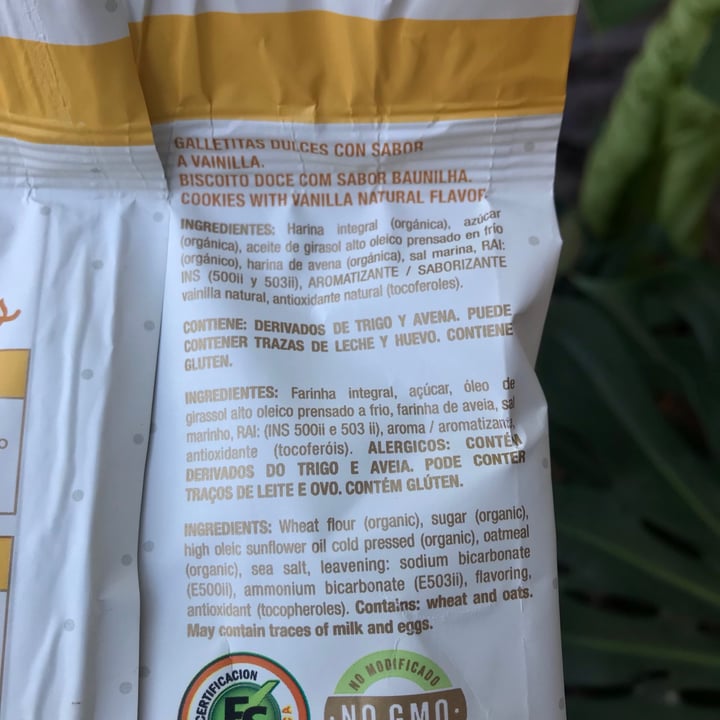 GALLETITAS DULCES CON SABOR
A VAINILLA.
BISCOITO DOCE COM SABOR BAUNILHA.
COOKIES WITH VANILLA NATURAL FLAVOR
INGREDIENTES: Harina integral (orgánica), azúcar
(orgánica), aceite de girasol alto oleico prensado en frío
(orgánico), harina de avena (orgánica), sal marina, RAI:
INS (500ii y 503ii), AROMATIZANTE / SABORIZANTE
vainilla natural, antioxidante natural (tocoferoles).
CONTIENE: DERIVADOS DE TRIGO Y AVENA. PUEDE
CONTENER TRAZAS DE LECHE Y HUEVO. CONTIENE
GLUTEN.
INGREDIENTES: Farinha integral, açúcar, óleo de
girassol alto oleico prensado a frio, farinha de aveia, sal
marinho, RAI: (INS 500ii e 503 ii), aroma / aromatizante,
antioxidante (tocoferóis). ALERGICOS: CONTÉM
DERIVADOS DO TRIGO E AVEIA. PODE CONTER
TRAÇOS DE LEITE E OVO. CONTÉM GLÚTEN.
INGREDIENTS: Wheat flour (organic), sugar (organic),
high oleic sunflower oil cold pressed (organic), oatmeal
(organic), sea salt, leavening: sodium bicarbonate
(E500ii), ammonium bicarbonate (E503ii), flavoring,
antioxidant (tocopheroles). Contains: wheat and oats.
May contain traces of milk and eggs.
CERTIFICACION
NO MODIFICADO
·NO GMO·